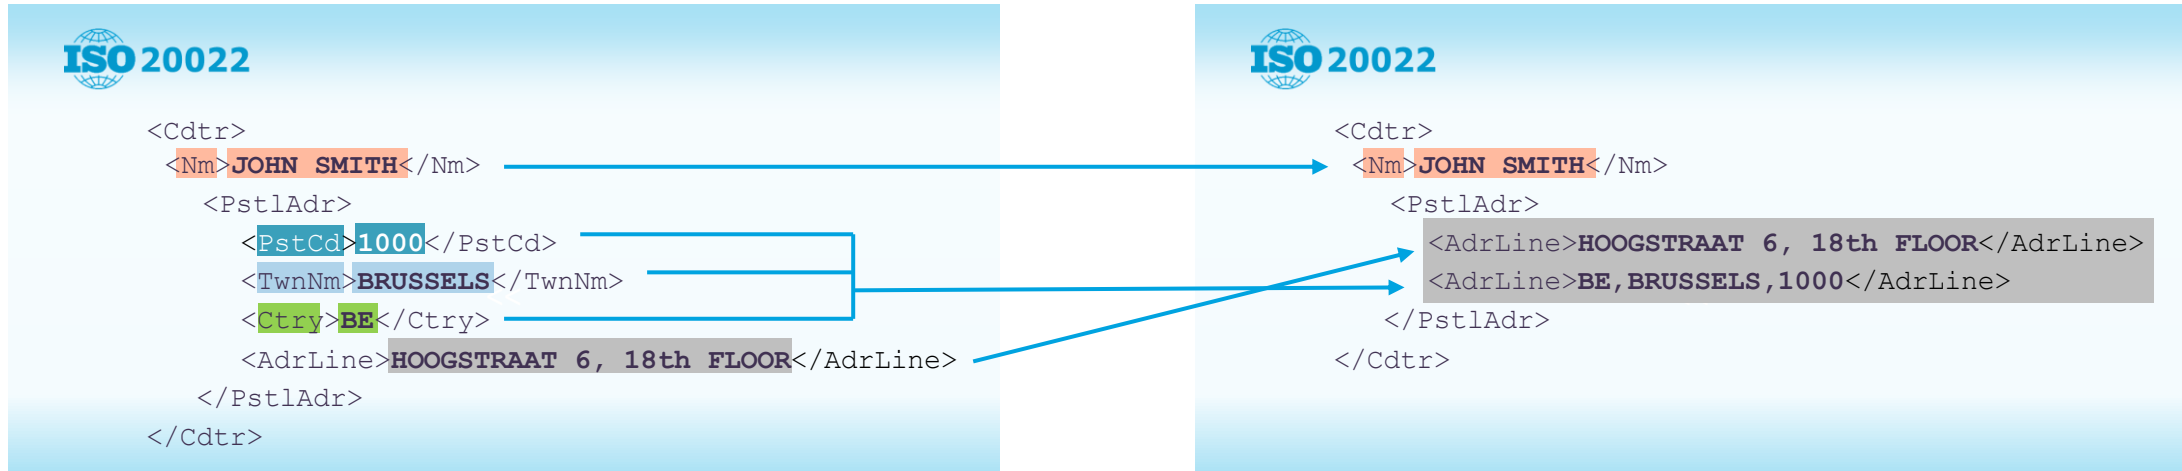 ISO 20022
<Cdtr>
<Nm>JOHN SMITH</Nm>
<PstlAdr>
<PstCd>1000</PstCd>
<TwnNm>BRUSSELS</TwnNm>
<Ctry>BE</Ctry>
<AdrLine>HOOGSTRAAT 6, 18th FLOOR</AdrLine>
</PstlAdr>
</Cdtr>
ISO 20022
<Cdtr>
<Nm>JOHN SMITH</Nm>
<PstlAdr>
<AdrLine>HOOGSTRAAT 6, 18th FLOOR</AdrLine>
<AdrLine>BE,BRUSSELS,1000</AdrLine>
</PstlAdr>
</Cdtr>